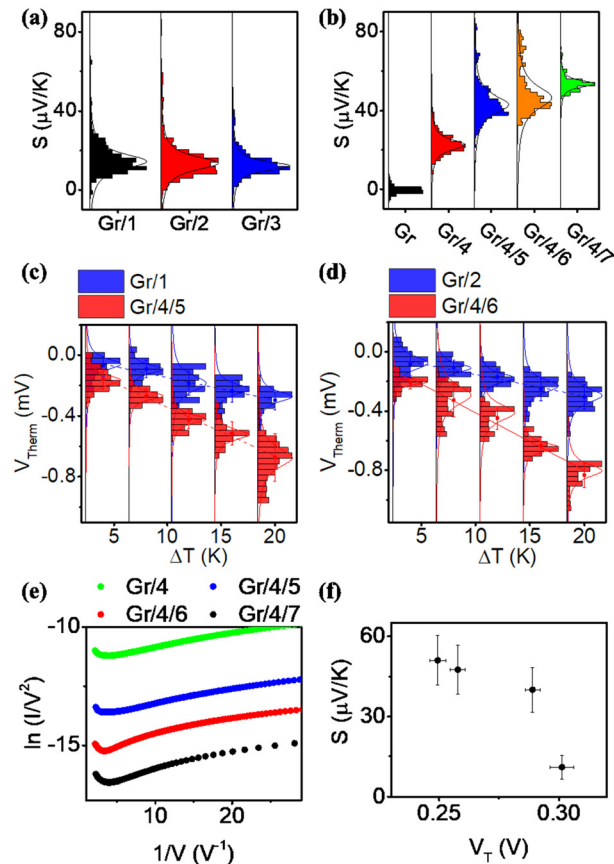 (a)
80
40
0
S (μV/K)
Gr/1
Gr/2
Gr/3
(b)
80
40
0
S (μV/K)
Gr
Gr/4
Gr/4/5
Gr/4/6
Gr/4/7
(c)
Gr/1
Gr/4/5
0.0
-0.4
-0.8
V_Therm (mV)
5 10 15 20
ΔT (K)
(d)
Gr/2
Gr/4/6
0.0
-0.4
-0.8
V_Therm (mV)
5 10 15 20
ΔT (K)
(e)
Gr/4
Gr/4/5
Gr/4/6
Gr/4/7
-10
-15
ln (I/V²)
10 20
1/V (V⁻¹)
(f)
60
40
20
0
S (μV/K)
0.25 0.30
V_T (V)